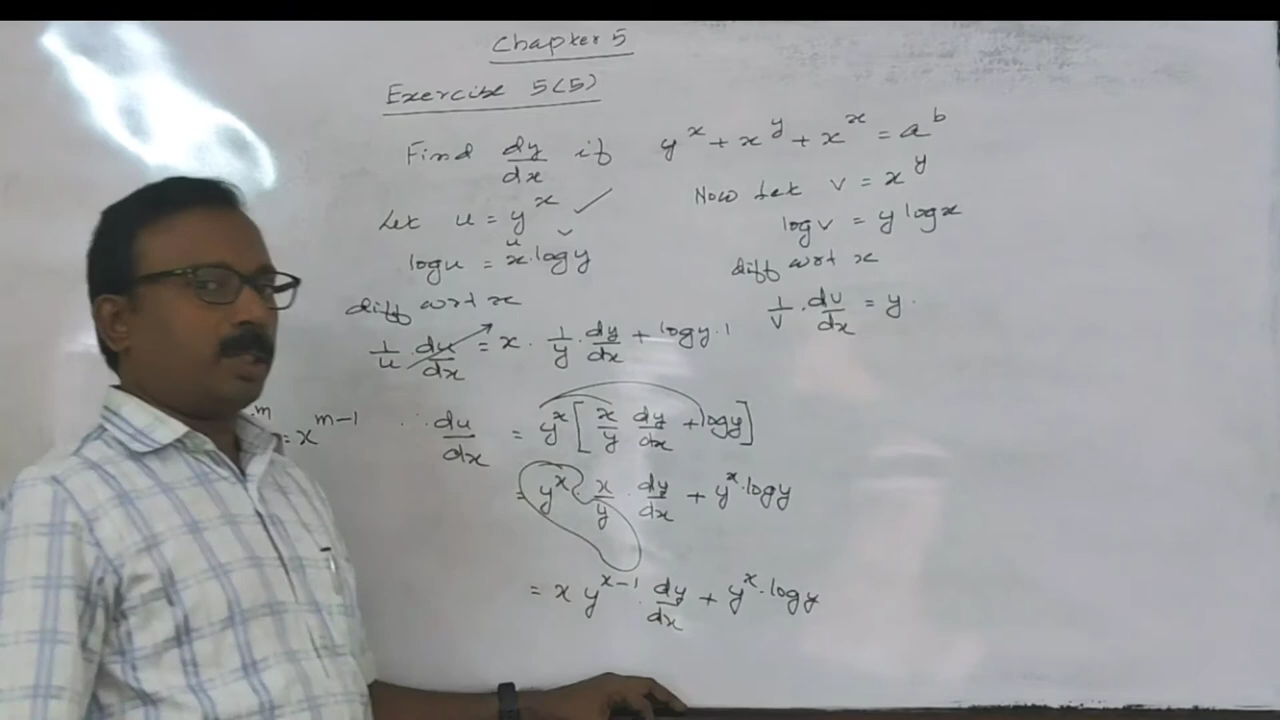 Chapter 5
Exercise 5(5)
Find dy/dx if y^x + x^y + x^x = a^b
Let u = y^x ✓
log u = x · log y
u
diff wrt x
1/u · du/dx = x · 1/y · dy/dx + log y · 1
m
= x^(m-1)
∴ du/dx = y^x [ x/y dy/dx + log y ]
= y^x · x/y · dy/dx + y^x · log y
= x y^(x-1) · dy/dx + y^x · log y
Now Let v = x^y
log v = y log x
diff wrt x
1/v · dv/dx = y ·